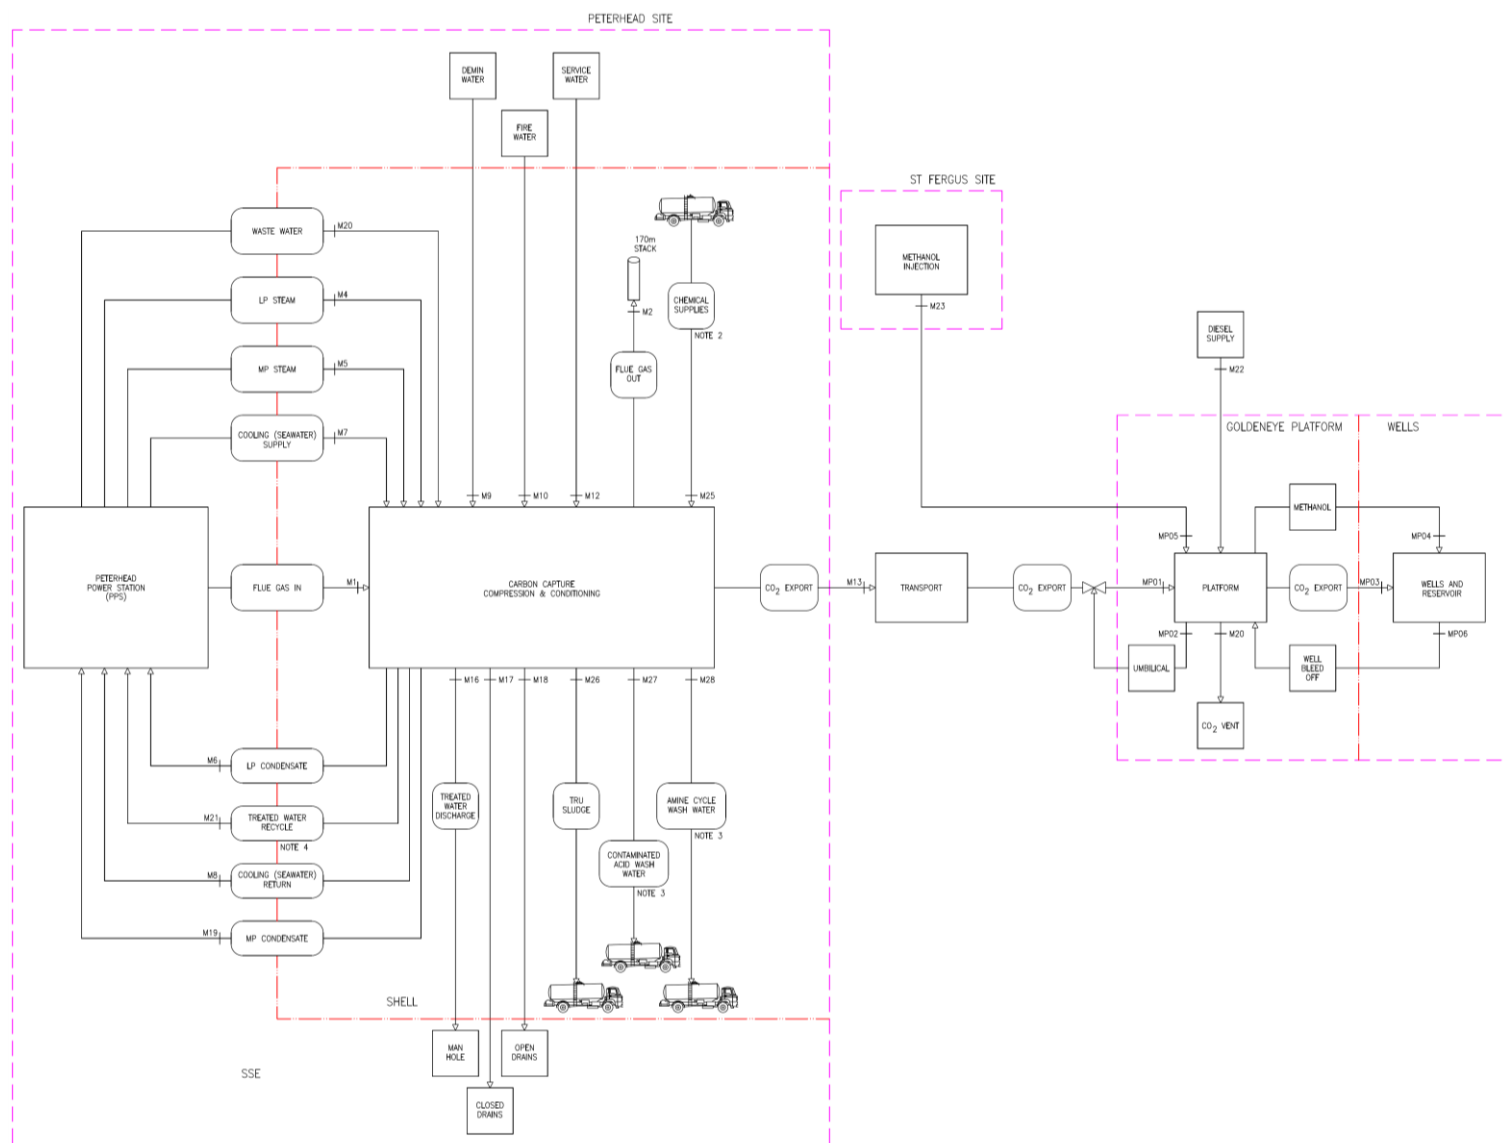 PETERHEAD SITE
DEMIN
WATER
SERVICE
WATER
FIRE
WATER
ST FERGUS SITE
WASTE WATER
M20
170m
STACK
METHANOL
INJECTION
LP STEAM
M4
M2
CHEMICAL
SUPPLIES
NOTE 2
M23
DIESEL
SUPPLY
MP STEAM
M5
FLUE GAS
OUT
M22
COOLING (SEAWATER)
SUPPLY
M7
GOLDENEYE PLATFORM
WELLS
M9
M10
M12
M25
METHANOL
MP05
MP04
PETERHEAD
POWER STATION
(PPS)
FLUE GAS IN
M1
CARBON CAPTURE
COMPRESSION & CONDITIONING
CO2 EXPORT
M13
TRANSPORT
CO2 EXPORT
MP01
PLATFORM
CO2 EXPORT
MP03
WELLS AND
RESERVOIR
MP02
M20
MP06
UMBILICAL
WELL
BLEED
OFF
M16
M17
M18
M26
M27
M28
CO2 VENT
M6
LP CONDENSATE
TREATED
WATER
DISCHARGE
TRU
SLUDGE
AMINE CYCLE
WASH WATER
NOTE 3
M21
TREATED WATER
RECYCLE
NOTE 4
CONTAMINATED
ACID WASH
WATER
NOTE 3
M8
COOLING (SEAWATER)
RETURN
M19
MP CONDENSATE
SHELL
MAN
HOLE
OPEN
DRAINS
SSE
CLOSED
DRAINS